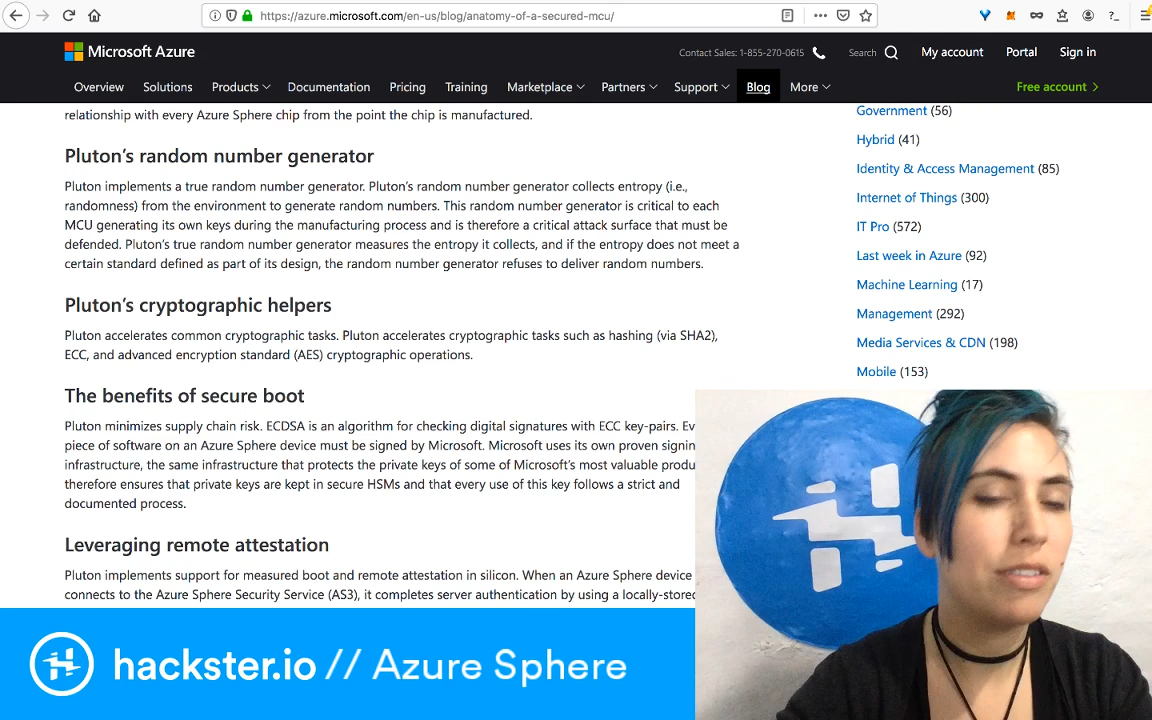 https://azure.microsoft.com/en-us/blog/anatomy-of-a-secured-mcu/
Microsoft Azure
Contact Sales: 1-855-270-0615
Search
My account
Portal
Sign in
Overview
Solutions
Products
Documentation
Pricing
Training
Marketplace
Partners
Support
Blog
More
Free account
relationship with every Azure Sphere chip from the point the chip is manufactured.
Pluton’s random number generator
Pluton implements a true random number generator. Pluton’s random number generator collects entropy (i.e.,
randomness) from the environment to generate random numbers. This random number generator is critical to each
MCU generating its own keys during the manufacturing process and is therefore a critical attack surface that must be
defended. Pluton’s true random number generator measures the entropy it collects, and if the entropy does not meet a
certain standard defined as part of its design, the random number generator refuses to deliver random numbers.
Pluton’s cryptographic helpers
Pluton accelerates common cryptographic tasks. Pluton accelerates cryptographic tasks such as hashing (via SHA2),
ECC, and advanced encryption standard (AES) cryptographic operations.
The benefits of secure boot
Pluton minimizes supply chain risk. ECDSA is an algorithm for checking digital signatures with ECC key-pairs. Ev
piece of software on an Azure Sphere device must be signed by Microsoft. Microsoft uses its own proven signin
infrastructure, the same infrastructure that protects the private keys of some of Microsoft’s most valuable produ
therefore ensures that private keys are kept in secure HSMs and that every use of this key follows a strict and
documented process.
Leveraging remote attestation
Pluton implements support for measured boot and remote attestation in silicon. When an Azure Sphere device
connects to the Azure Sphere Security Service (AS3), it completes server authentication by using a locally-stored
Government (56)
Hybrid (41)
Identity & Access Management (85)
Internet of Things (300)
IT Pro (572)
Last week in Azure (92)
Machine Learning (17)
Management (292)
Media Services & CDN (198)
Mobile (153)
hackster.io // Azure Sphere